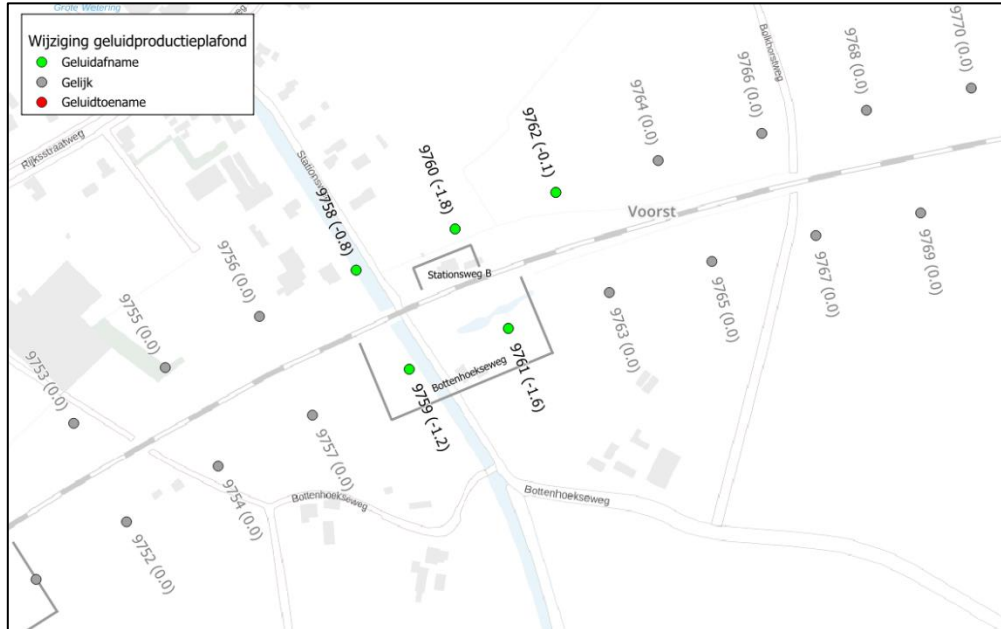 Grote Wetering
Wijziging geluidproductieplafond
Geluidafname
Gelijk
Geluidtoename
Rijksstraatweg
Bolkhorstweg
9770 (0.0)
9768 (0.0)
9766 (0.0)
9764 (0.0)
9762 (-0.1)
9760 (-1.8)
9758 (-0.8)
9756 (0.0)
9755 (0.0)
9753 (0.0)
Voorst
Stationsweg B
9769 (0.0)
9767 (0.0)
9765 (0.0)
9763 (0.0)
9761 (-1.6)
Bottenhoekseweg
9759 (-1.2)
9757 (0.0)
9754 (0.0)
9752 (0.0)
Bottenhoekseweg
Bottenhoekseweg